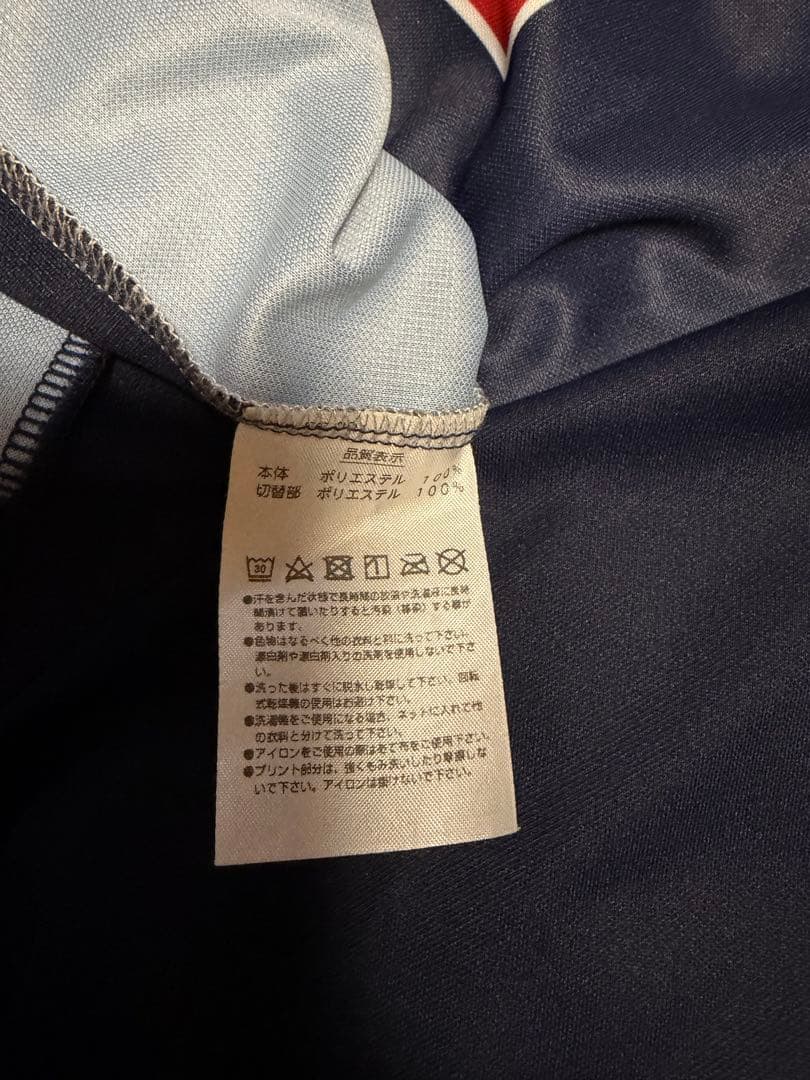 品質表示
本体 ポリエステル 100%
切替部 ポリエステル 100%
30
●汗を含んだ状態で長時間の放置や洗濯液に長時
間漬けて置いたりすると汚染(移染)する事が
あります。
●色物はなるべく他の衣料と別に洗って下さい。
漂白剤や漂白剤入りの洗剤を使用しないで下さ
い。
●洗った後はすぐに脱水し乾燥して下さい。回転
式乾燥機の使用はお避け下さい。
●洗濯機をご使用になる場合、ネットに入れて他
の衣料と分けて洗って下さい。
●アイロンをご使用の際はあて布をご使用下さい。
●プリント部分は、強くもみ洗いしたり摩擦しな
いで下さい。アイロンは掛けないで下さい。